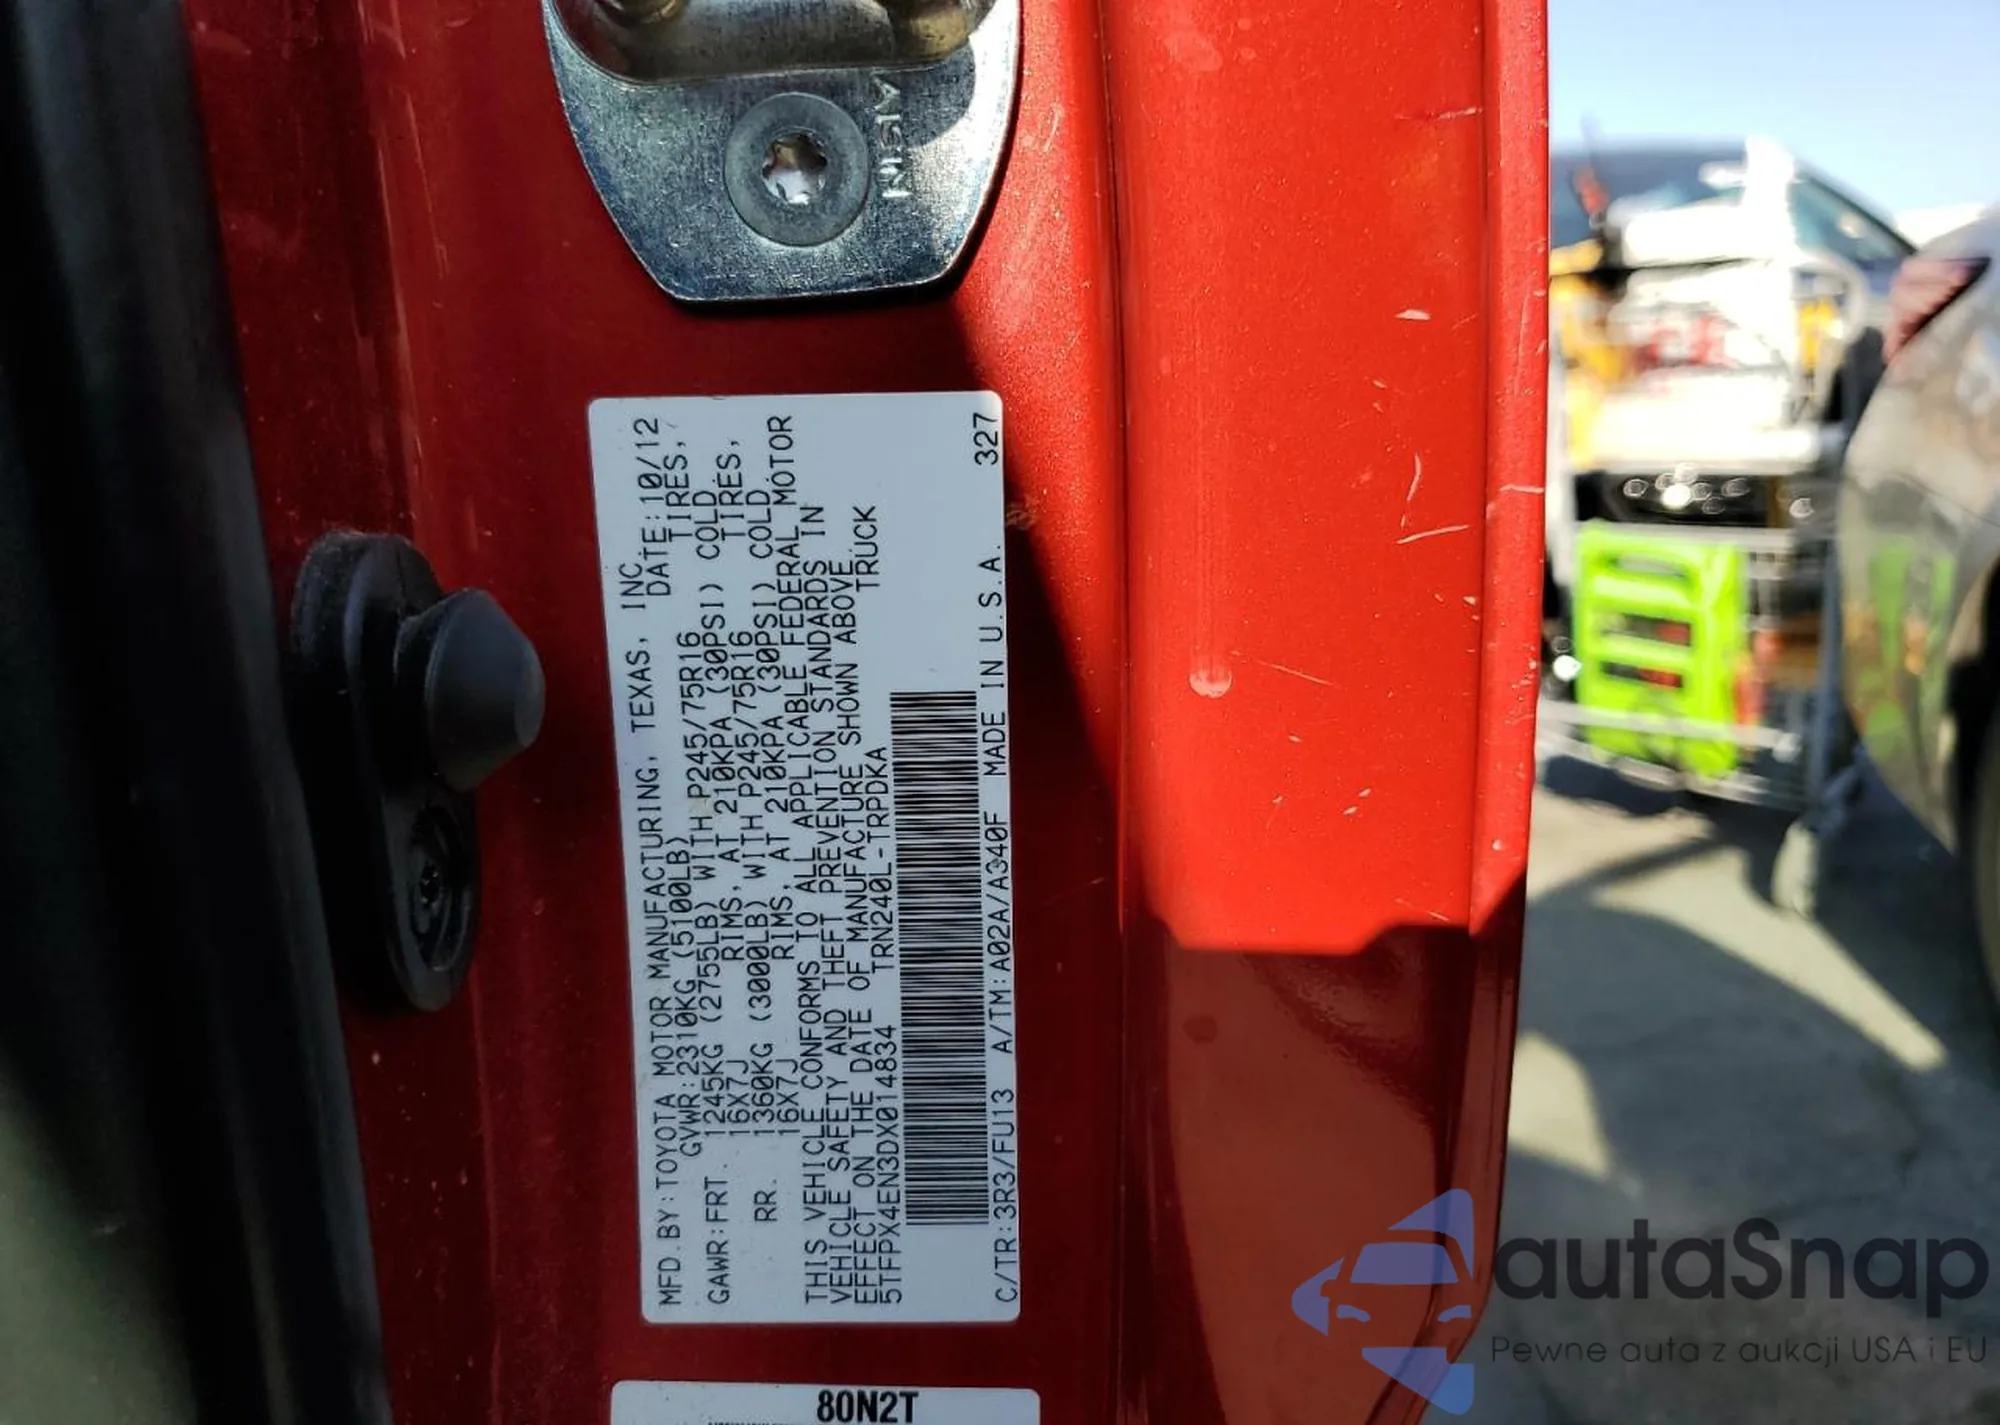 AISIN
MFD.BY:TOYOTA MOTOR MANUFACTURING, TEXAS, INC.
GVWR:2310KG (5100LB) DATE:10/12
GAWR:FRT. 1245KG (2755LB) WITH P245/75R16 TIRES,
16X7J RIMS, AT 210KPA (30PSI) COLD
RR. 1360KG (3000LB) WITH P245/75R16 TIRES,
16X7J RIMS, AT 210KPA (30PSI) COLD
THIS VEHICLE CONFORMS TO ALL APPLICABLE FEDERAL MOTOR
VEHICLE SAFETY AND THEFT PREVENTION STANDARDS IN
EFFECT ON THE DATE OF MANUFACTURE SHOWN ABOVE.
5TFPX4EN3DX014834 TRN240L-TRPDKA TRUCK
C/TR:3R3/FU13 A/TM:A02A/A340F MADE IN U.S.A. 327
80N2T
autaSnap
Pewne auta z aukcji USA i EU